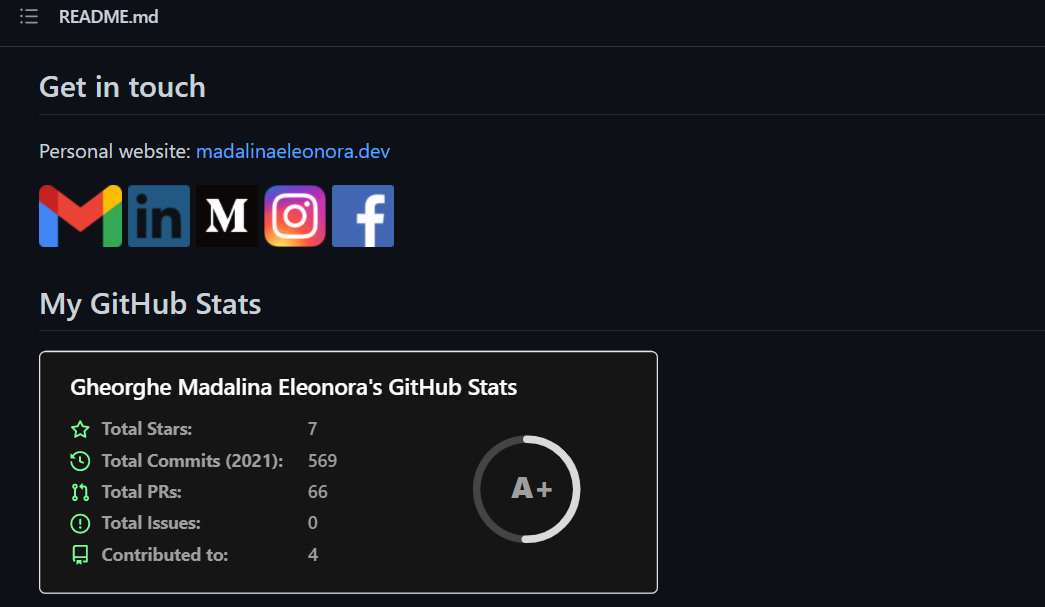 README.md
Get in touch
Personal website: madalinaeleonora.dev
in M f
My GitHub Stats
Gheorghe Madalina Eleonora's GitHub Stats
Total Stars: 7
Total Commits (2021): 569
Total PRs: 66
Total Issues: 0
Contributed to: 4
A+